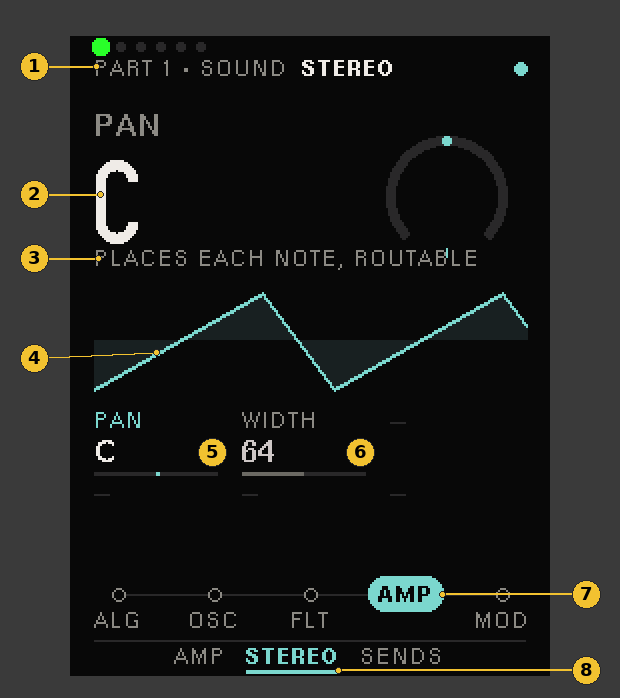 1 PART 1 · SOUND STEREO
PAN
2 C
3 PLACES EACH NOTE, ROUTABLE
4
PAN WIDTH —
C 5 64 6
— — —
AMP 7
ALG OSC FLT MOD
AMP STEREO SENDS
8